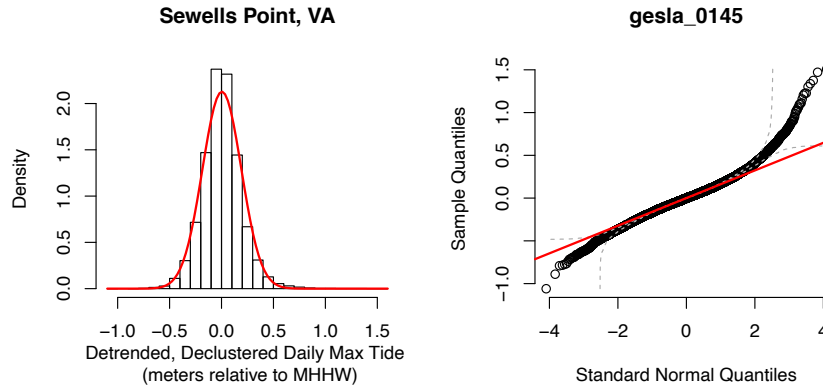 Sewells Point, VA
Density
0.0 0.5 1.0 1.5 2.0
−1.0 −0.5 0.0 0.5 1.0 1.5
Detrended, Declustered Daily Max Tide
(meters relative to MHHW)
gesla_0145
Sample Quantiles
−1.0 0.0 0.5 1.0 1.5
−4 −2 0 2 4
Standard Normal Quantiles